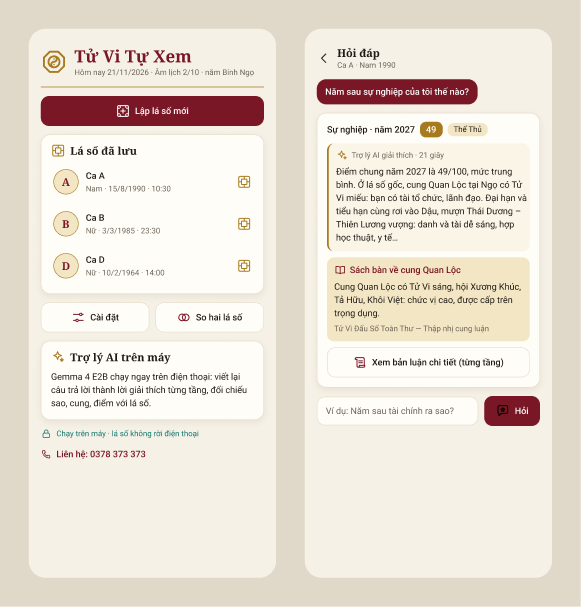 Tử Vi Tự Xem
Hôm nay 21/11/2026 · Âm lịch 2/10 · năm Bính Ngọ
Lập lá số mới
Lá số đã lưu
A
Ca A
Nam · 15/8/1990 · 10:30
B
Ca B
Nữ · 3/3/1985 · 23:30
D
Ca D
Nữ · 10/2/1964 · 14:00
Cài đặt
So hai lá số
Trợ lý AI trên máy
Gemma 4 E2B chạy ngay trên điện thoại: viết lại
câu trả lời thành lời giải thích từng tầng, đối chiếu
sao, cung, điểm với lá số.
Chạy trên máy · lá số không rời điện thoại
Liên hệ: 0378 373 373
Hỏi đáp
Ca A · Nam 1990
Năm sau sự nghiệp của tôi thế nào?
Sự nghiệp · năm 2027 49 Thế Thủ
Trợ lý AI giải thích · 21 giây
Điểm chung năm 2027 là 49/100, mức trung
bình. Ở lá số gốc, cung Quan Lộc tại Ngọ có Tử
Vi miếu: bạn có tài tổ chức, lãnh đạo. Đại hạn và
tiểu hạn cùng rơi vào Dậu, mượn Thái Dương –
Thiên Lương vượng: danh và tài dễ sáng, hợp
học thuật, y tế…
Sách bàn về cung Quan Lộc
Cung Quan Lộc có Tử Vi sáng, hội Xương Khúc,
Tả Hữu, Khôi Việt: chức vị cao, được cấp trên
trọng dụng.
Tử Vi Đẩu Số Toàn Thư — Thập nhị cung luận
Xem bản luận chi tiết (từng tầng)
Ví dụ: Năm sau tài chính ra sao?
Hỏi